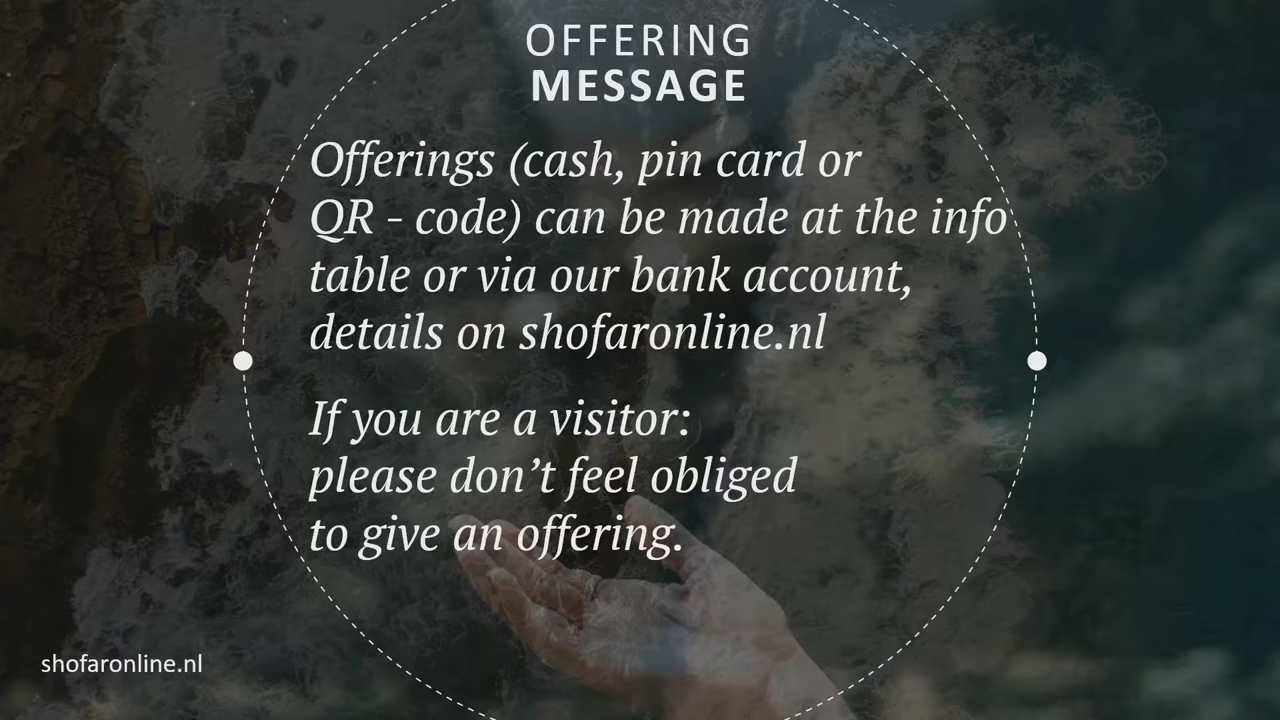 OFFERING
MESSAGE
Offerings (cash, pin card or
QR - code) can be made at the info
table or via our bank account,
details on shofaronline.nl
If you are a visitor:
please don’t feel obliged
to give an offering.
shofaronline.nl